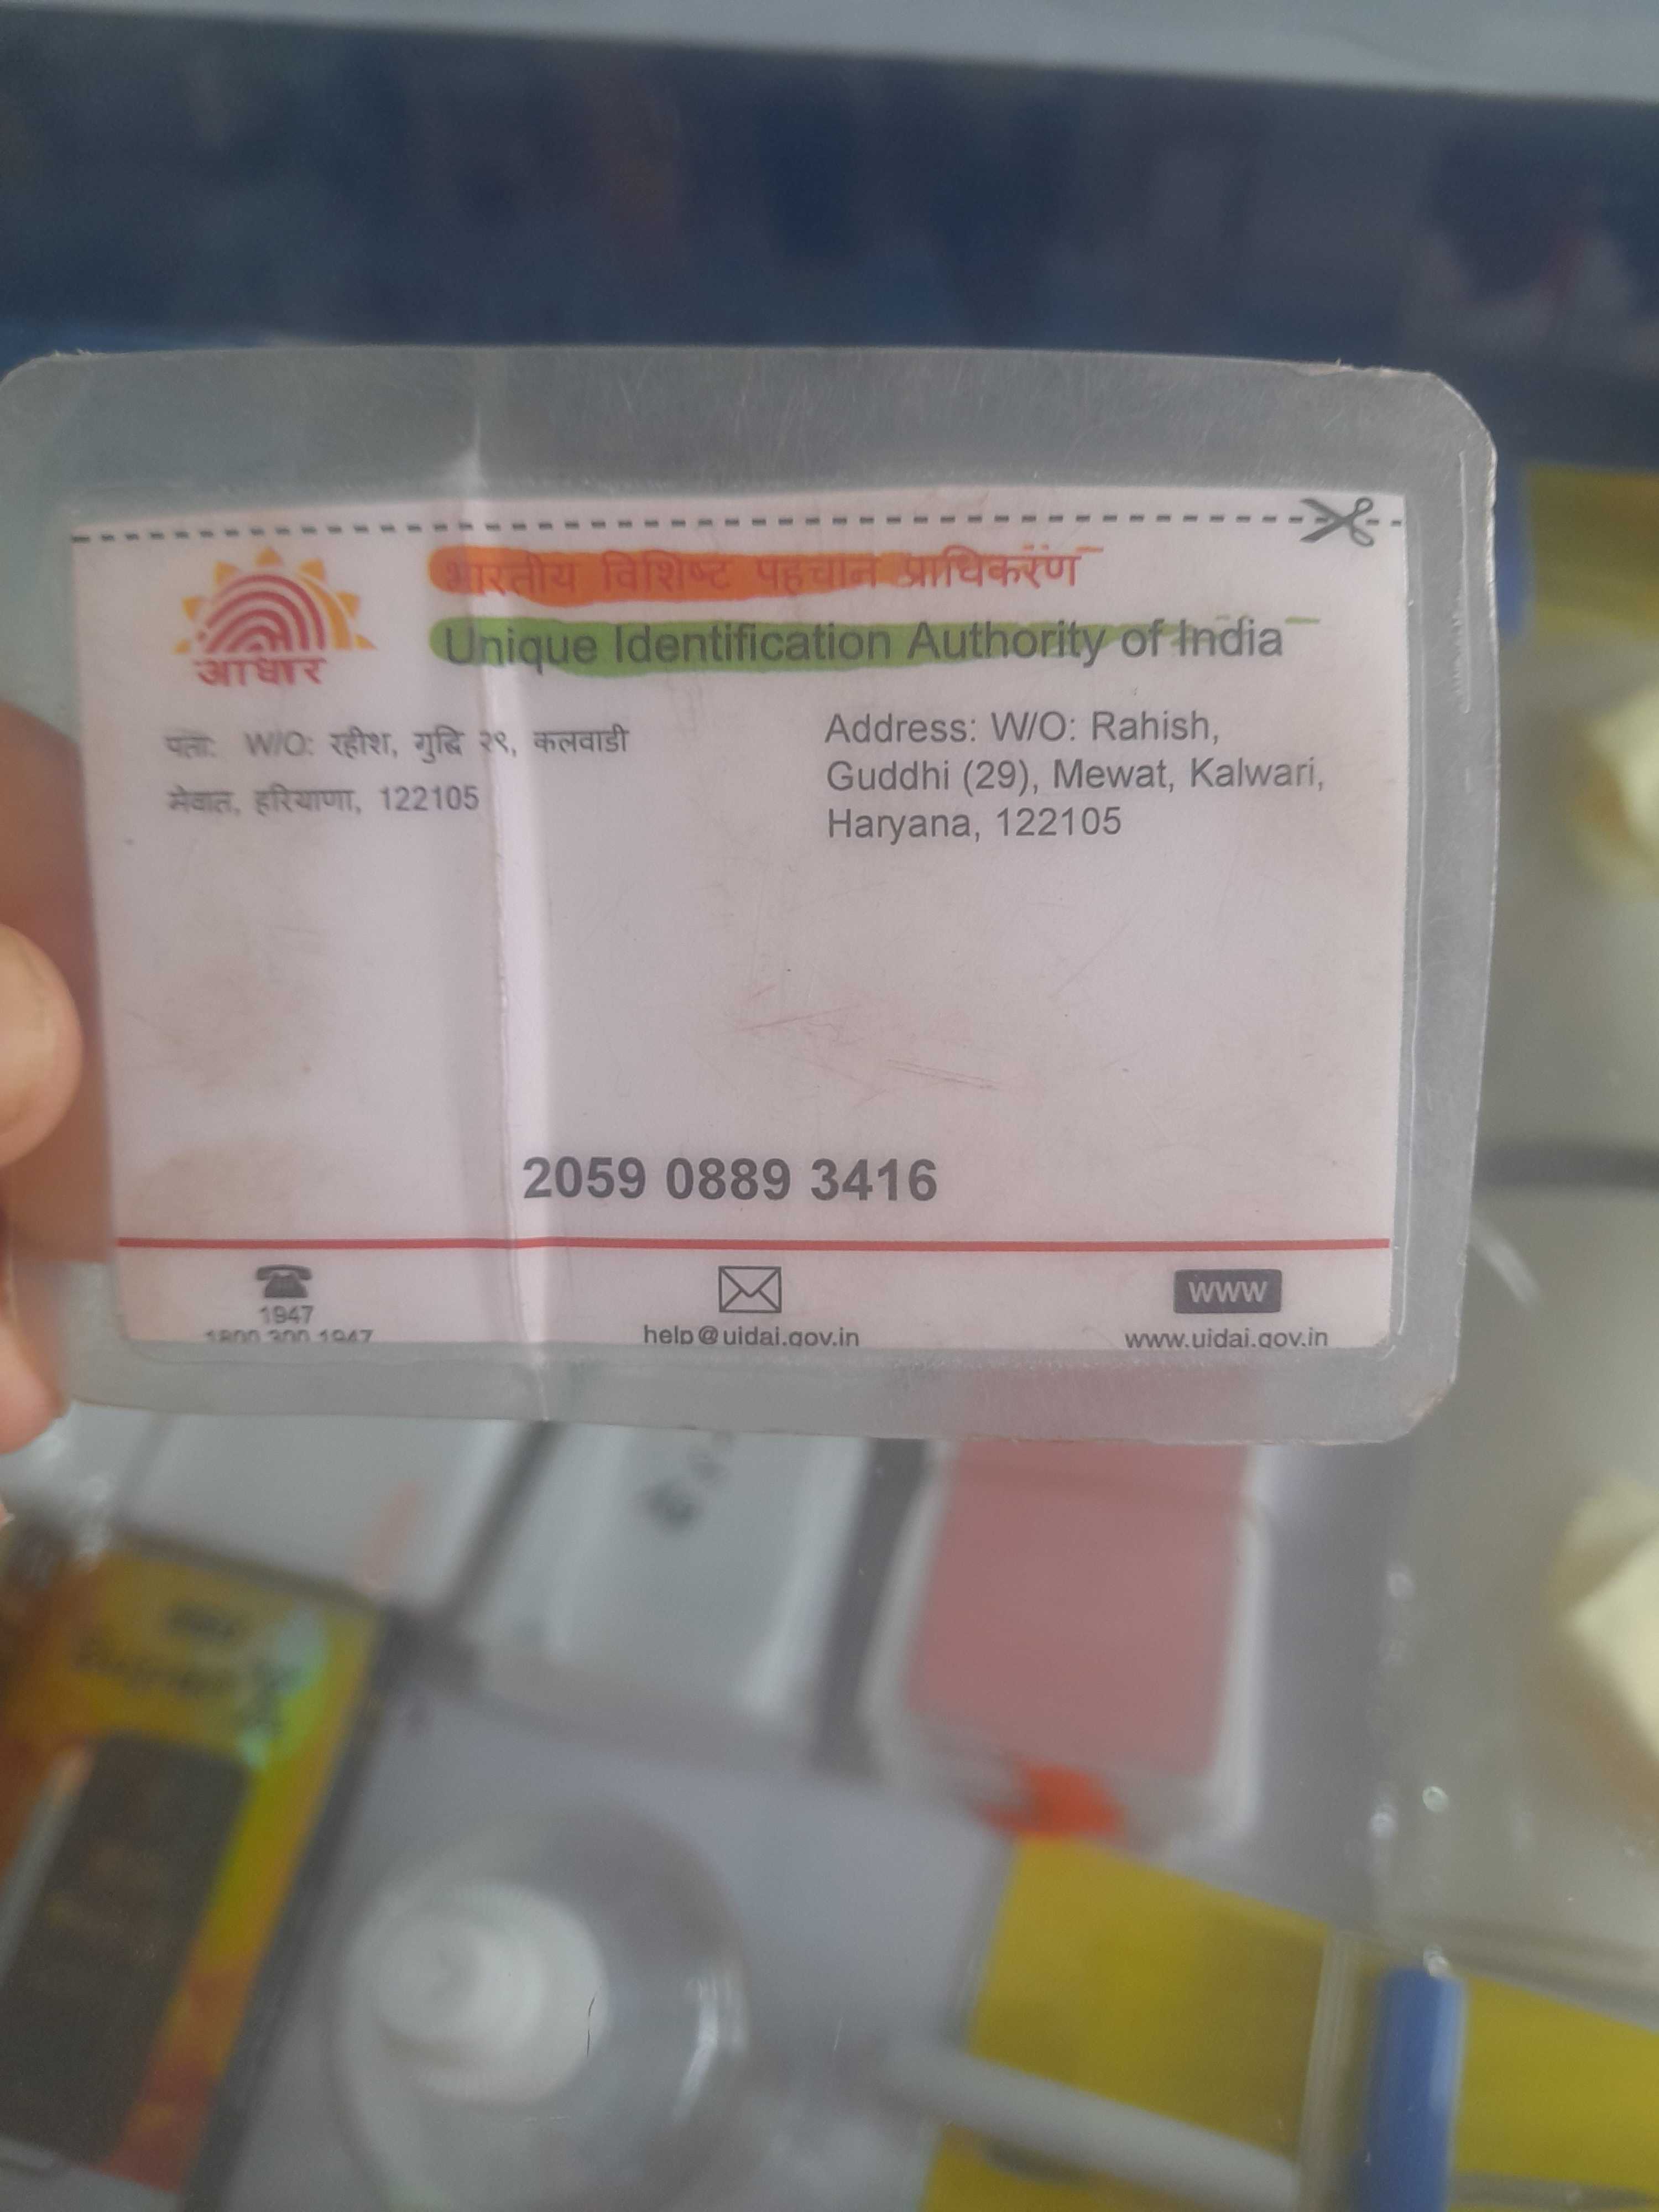 भारतीय विशिष्ट पहचान प्राधिकरण
Unique Identification Authority of India
आधार
पता: W/O: रहीश, गुद्धि २९, कलवाडी
मेवात, हरियाणा, 122105
Address: W/O: Rahish,
Guddhi (29), Mewat, Kalwari,
Haryana, 122105
2059 0889 3416
1947
1800 300 1947
help@uidai.gov.in
WWW
www.uidai.gov.in